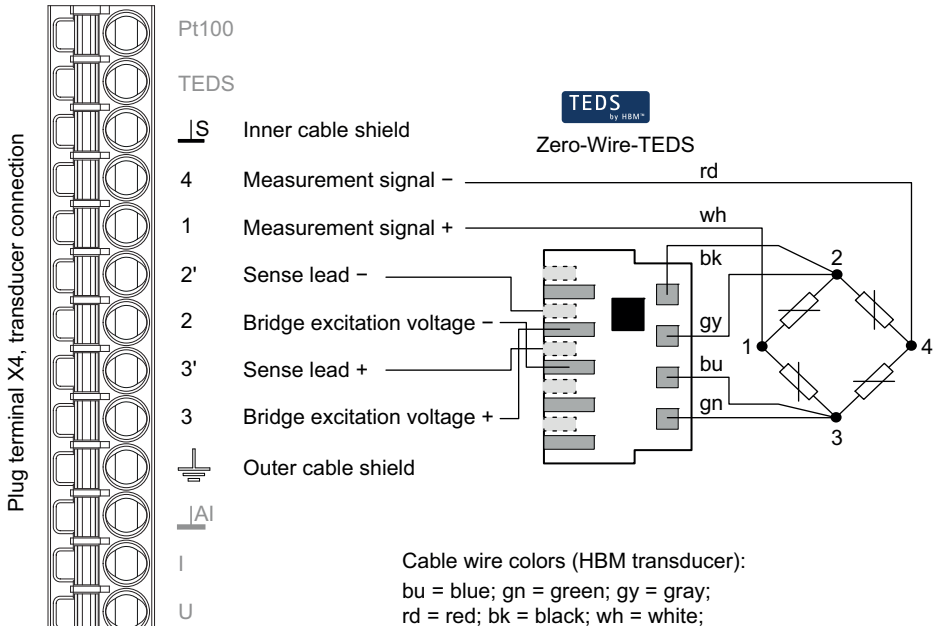 Plug terminal X4, transducer connection
Pt100
TEDS
S Inner cable shield
4 Measurement signal −
1 Measurement signal +
2' Sense lead −
2 Bridge excitation voltage −
3' Sense lead +
3 Bridge excitation voltage +
Outer cable shield
AI
I
U
TEDS
by HBM™
Zero-Wire-TEDS
rd
wh
bk
gy
bu
gn
2
1
4
3
Cable wire colors (HBM transducer):
bu = blue; gn = green; gy = gray;
rd = red; bk = black; wh = white;